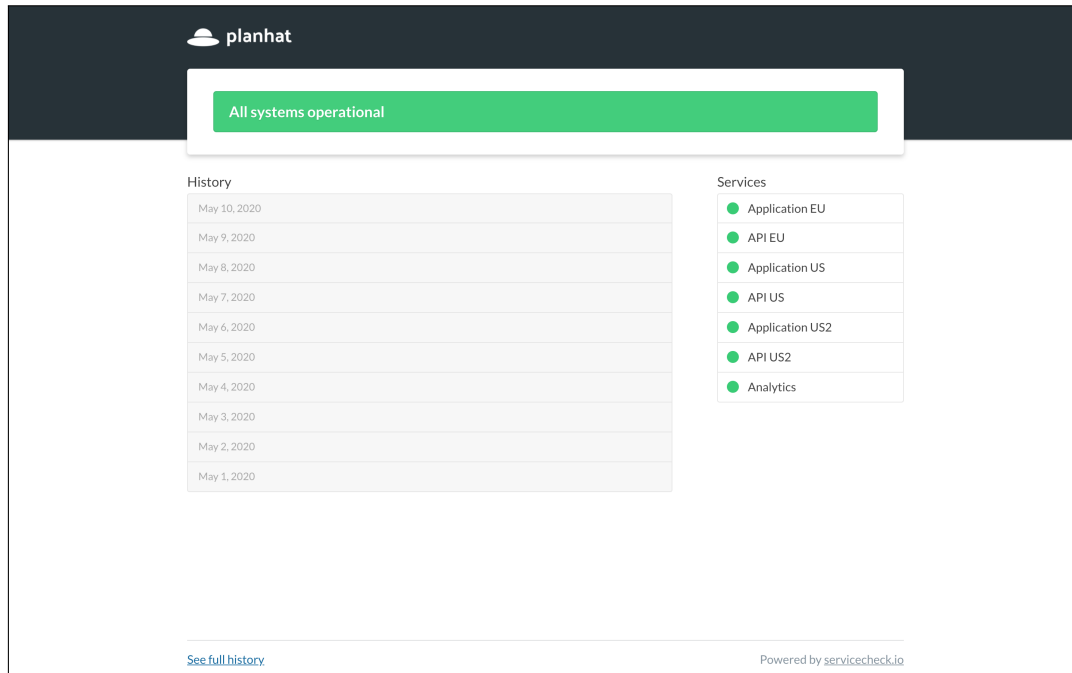 planhat
All systems operational
History
May 10, 2020
May 9, 2020
May 8, 2020
May 7, 2020
May 6, 2020
May 5, 2020
May 4, 2020
May 3, 2020
May 2, 2020
May 1, 2020
Services
Application EU
API EU
Application US
API US
Application US2
API US2
Analytics
See full history
Powered by servicecheck.io